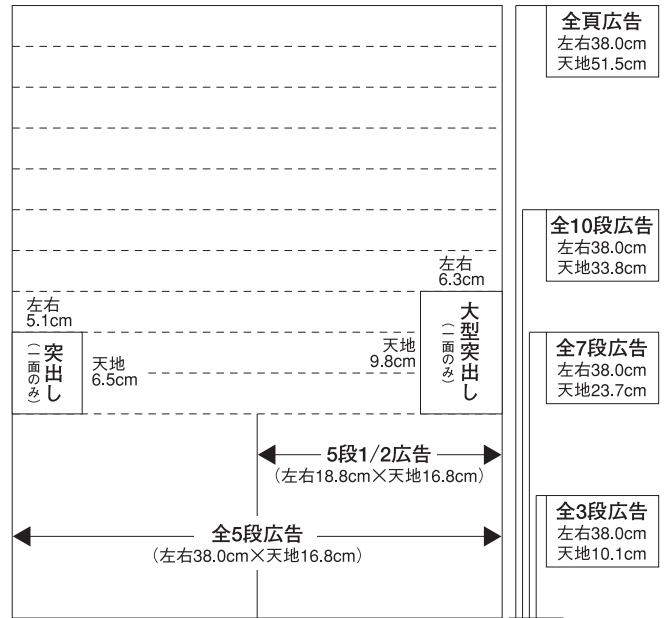 全頁広告
左右38.0cm
天地51.5cm
全10段広告
左右38.0cm
天地33.8cm
左右
6.3cm
大型突出し
（一面のみ）
天地
9.8cm
左右
5.1cm
突出し
（一面のみ）
天地
6.5cm
全7段広告
左右38.0cm
天地23.7cm
5段1/2広告
（左右18.8cm×天地16.8cm）
全5段広告
（左右38.0cm×天地16.8cm）
全3段広告
左右38.0cm
天地10.1cm